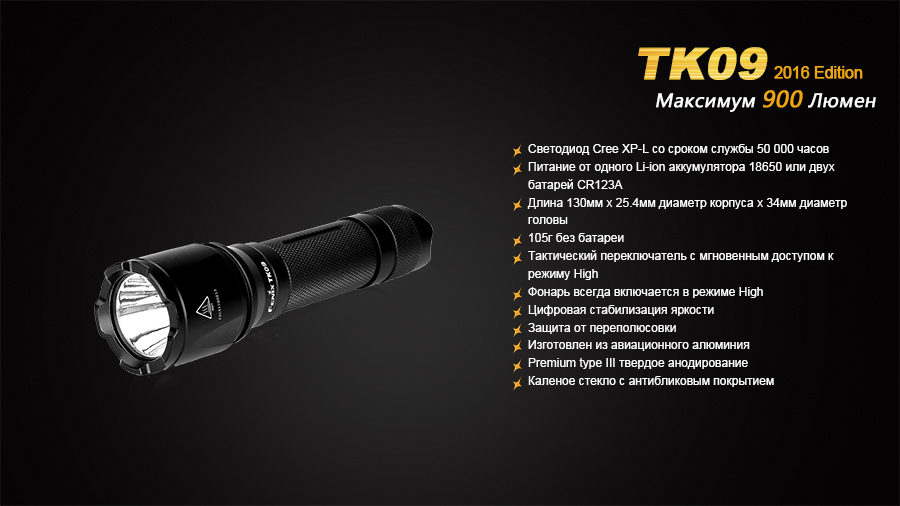 TK09 2016 Edition
Максимум 900 Люмен
Светодиод Cree XP-L со сроком службы 50 000 часов
Питание от одного Li-ion аккумулятора 18650 или двух
батарей CR123A
Длина 130мм x 25.4мм диаметр корпуса x 34мм диаметр
головы
105г без батареи
Тактический переключатель с мгновенным доступом к
режиму High
Фонарь всегда включается в режиме High
Цифровая стабилизация яркости
Защита от переполюсовки
Изготовлен из авиационного алюминия
Premium type III твердое анодирование
Каленое стекло с антибликовым покрытием
FENIX TK09